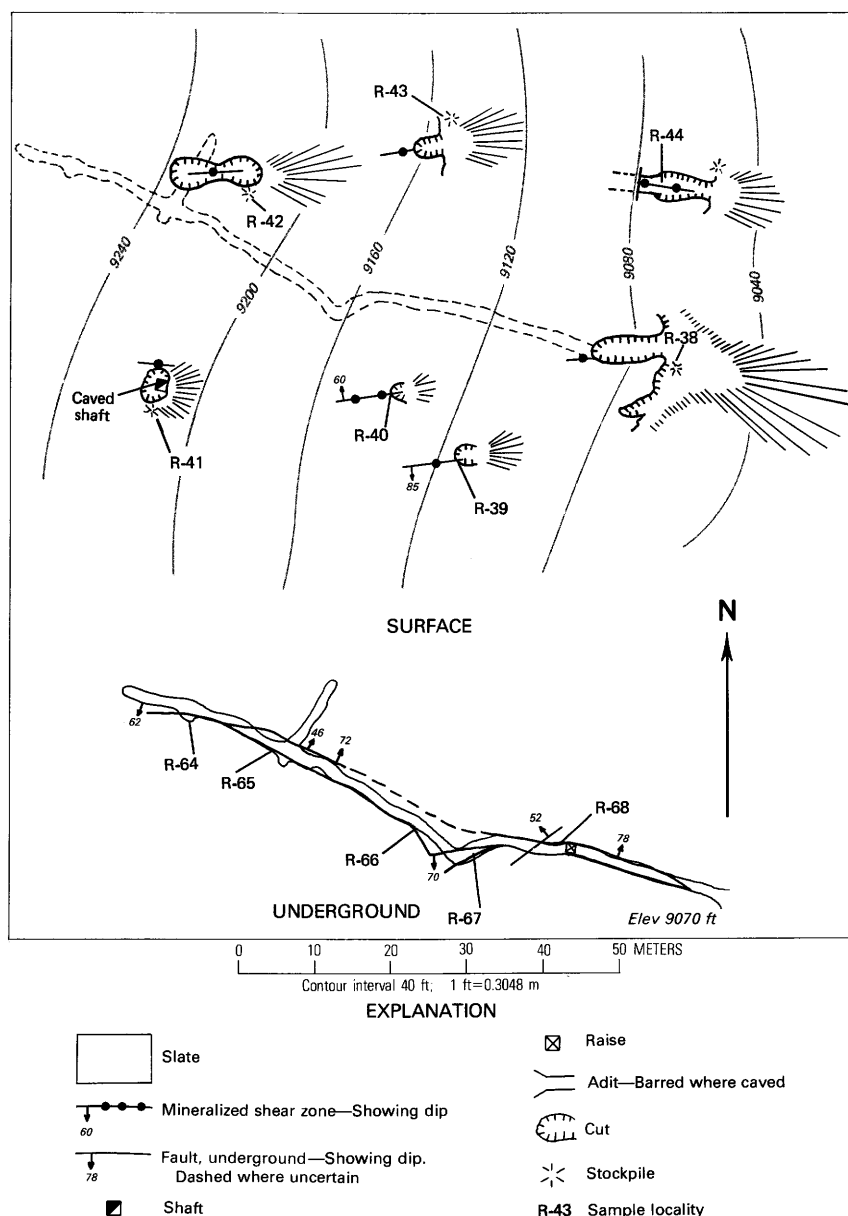 R-43
R-44
R-42
9240
9200
9160
9120
9080
9040
R-38
Caved
shaft
R-41
60
R-40
85
R-39
SURFACE
N
62
R-64
R-65
46
72
R-66
70
R-67
52
R-68
78
UNDERGROUND
Elev 9070 ft
0 10 20 30 40 50 METERS
Contour interval 40 ft; 1 ft=0.3048 m
EXPLANATION
Slate
Mineralized shear zone—Showing dip
60
Fault, underground—Showing dip.
Dashed where uncertain
78
Shaft
Raise
Adit—Barred where caved
Cut
Stockpile
R-43 Sample locality